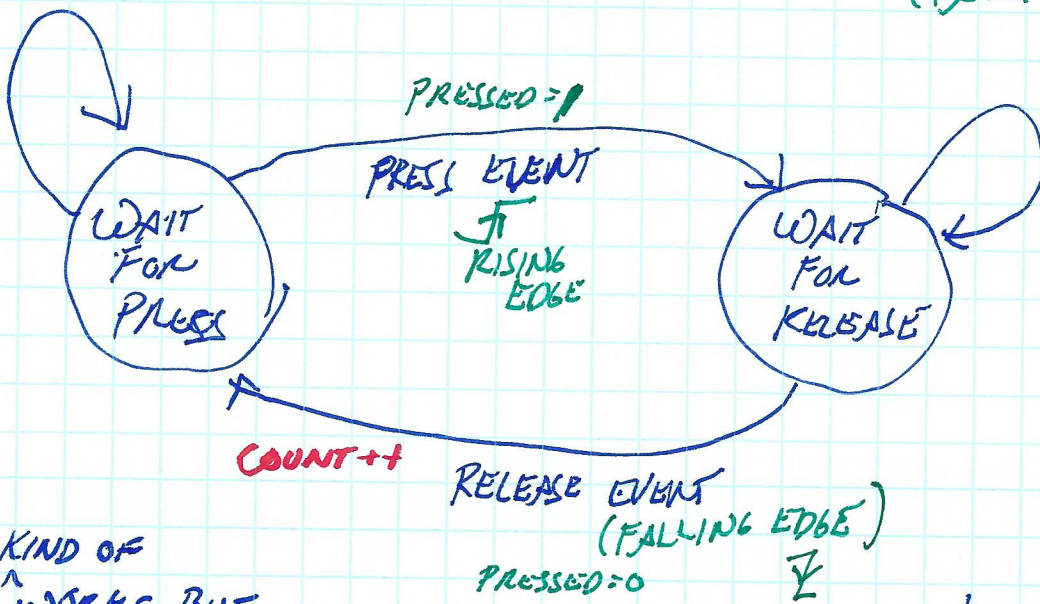 PRESSED=1
PRESS EVENT
RISING
EDGE
WAIT
FOR
PRESS
WAIT
FOR
RELEASE
COUNT++
RELEASE EVENT
(FALLING EDGE)
PRESSED=0
KIND OF